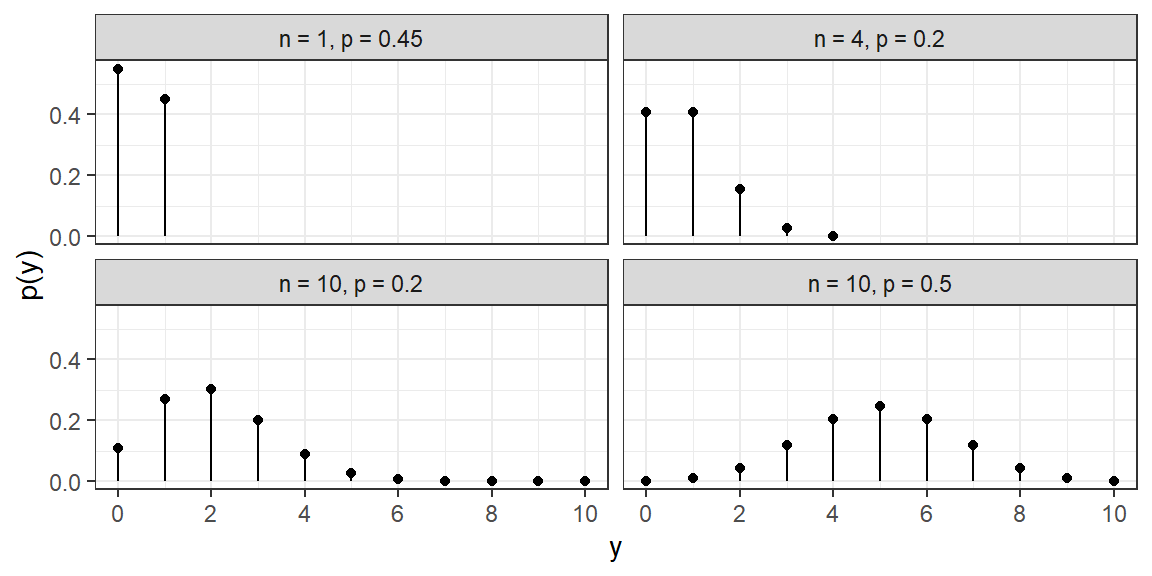 n = 1, p = 0.45
n = 4, p = 0.2
0.4
0.2
0.0
n = 10, p = 0.2
n = 10, p = 0.5
0.4
0.2
0.0
p(y)
0 2 4 6 8 10
0 2 4 6 8 10
y